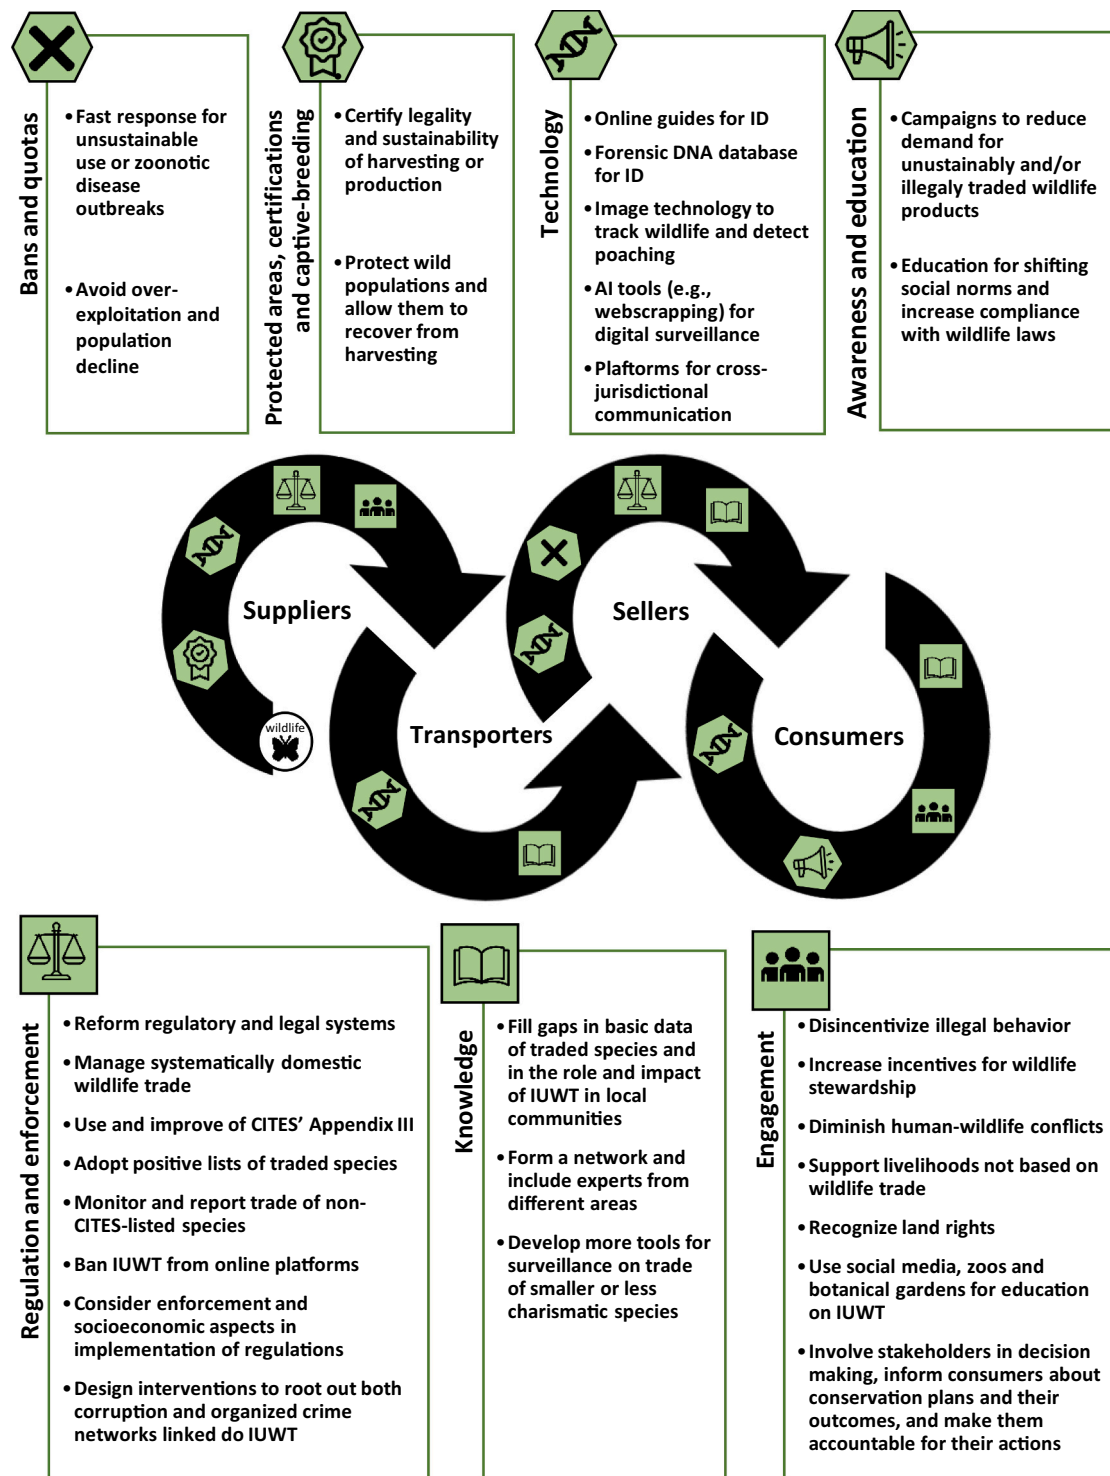 Bans and quotas
• Fast response for
unsustainable
use or zoonotic
disease
outbreaks
• Avoid over-
exploitation and
population
decline
Protected areas, certifications
and captive-breeding
• Certify legality
and sustainability
of harvesting or
production
• Protect wild
populations and
allow them to
recover from
harvesting
Technology
• Online guides for ID
• Forensic DNA database
for ID
• Image technology to
track wildlife and detect
poaching
• AI tools (e.g.,
webscrapping) for
digital surveillance
• Plaftorms for cross-
jurisdictional
communication
Awareness and education
• Campaigns to reduce
demand for
unustainably and/or
illegaly traded wildlife
products
• Education for shifting
social norms and
increase compliance
with wildlife laws
Suppliers
Sellers
wildlife
Transporters
Consumers
Regulation and enforcement
• Reform regulatory and legal systems
• Manage systematically domestic
wildlife trade
• Use and improve of CITES' Appendix III
• Adopt positive lists of traded species
• Monitor and report trade of non-
CITES-listed species
• Ban IUWT from online platforms
• Consider enforcement and
socioeconomic aspects in
implementation of regulations
• Design interventions to root out both
corruption and organized crime
networks linked do IUWT
Knowledge
• Fill gaps in basic data
of traded species and
in the role and impact
of IUWT in local
communities
• Form a network and
include experts from
different areas
• Develop more tools for
surveillance on trade
of smaller or less
charismatic species
Engagement
• Disincentivize illegal behavior
• Increase incentives for wildlife
stewardship
• Diminish human-wildlife conflicts
• Support livelihoods not based on
wildlife trade
• Recognize land rights
• Use social media, zoos and
botanical gardens for education
on IUWT
• Involve stakeholders in decision
making, inform consumers about
conservation plans and their
outcomes, and make them
accountable for their actions